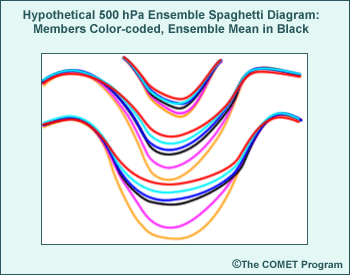 Hypothetical 500 hPa Ensemble Spaghetti Diagram:
Members Color-coded, Ensemble Mean in Black
©The COMET Program